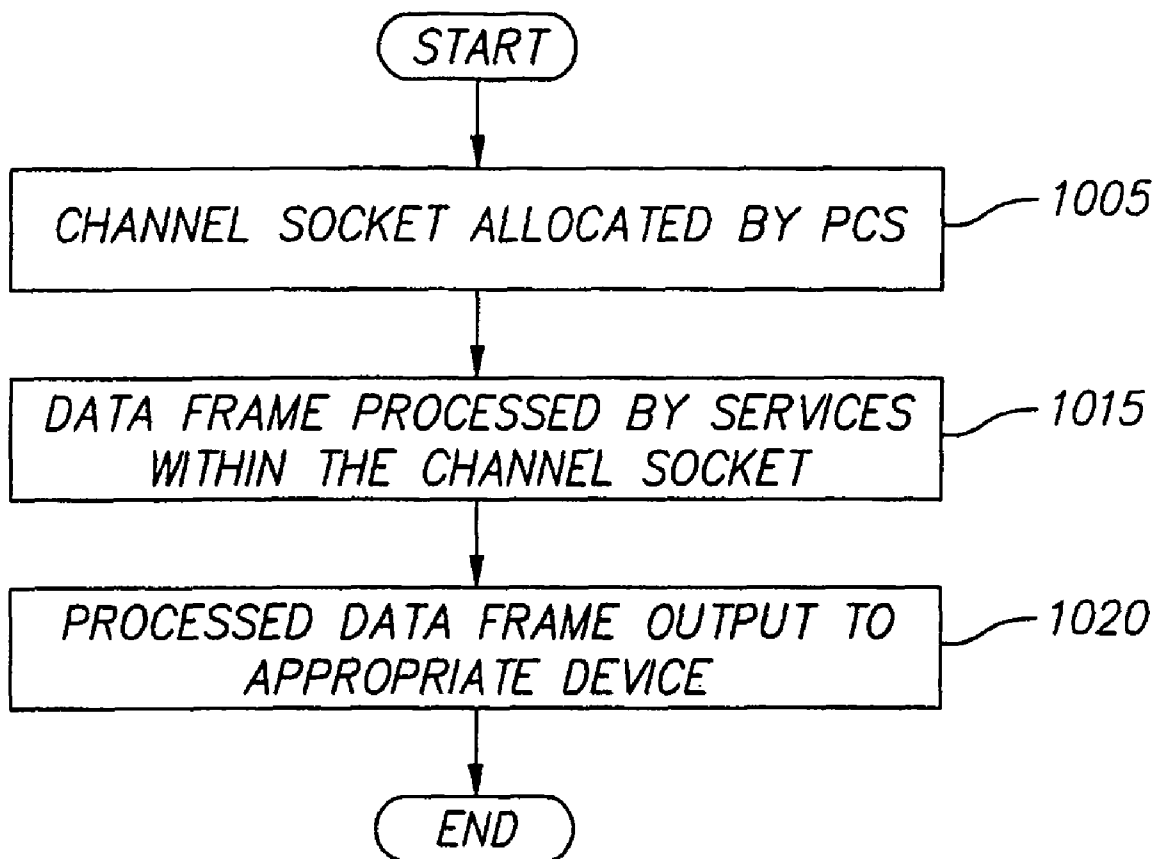 START
CHANNEL SOCKET ALLOCATED BY PCS
1005
DATA FRAME PROCESSED BY SERVICES
WITHIN THE CHANNEL SOCKET
1015
PROCESSED DATA FRAME OUTPUT TO
APPROPRIATE DEVICE
1020
END